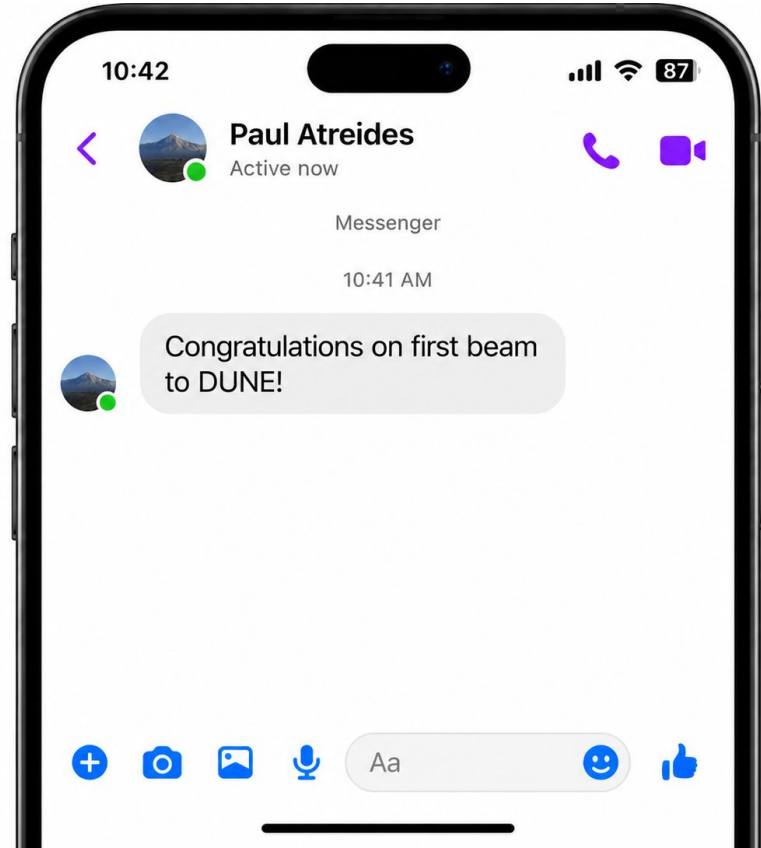 10:42
87
Paul Atreides
Active now
Messenger
10:41 AM
Congratulations on first beam
to DUNE!
Aa